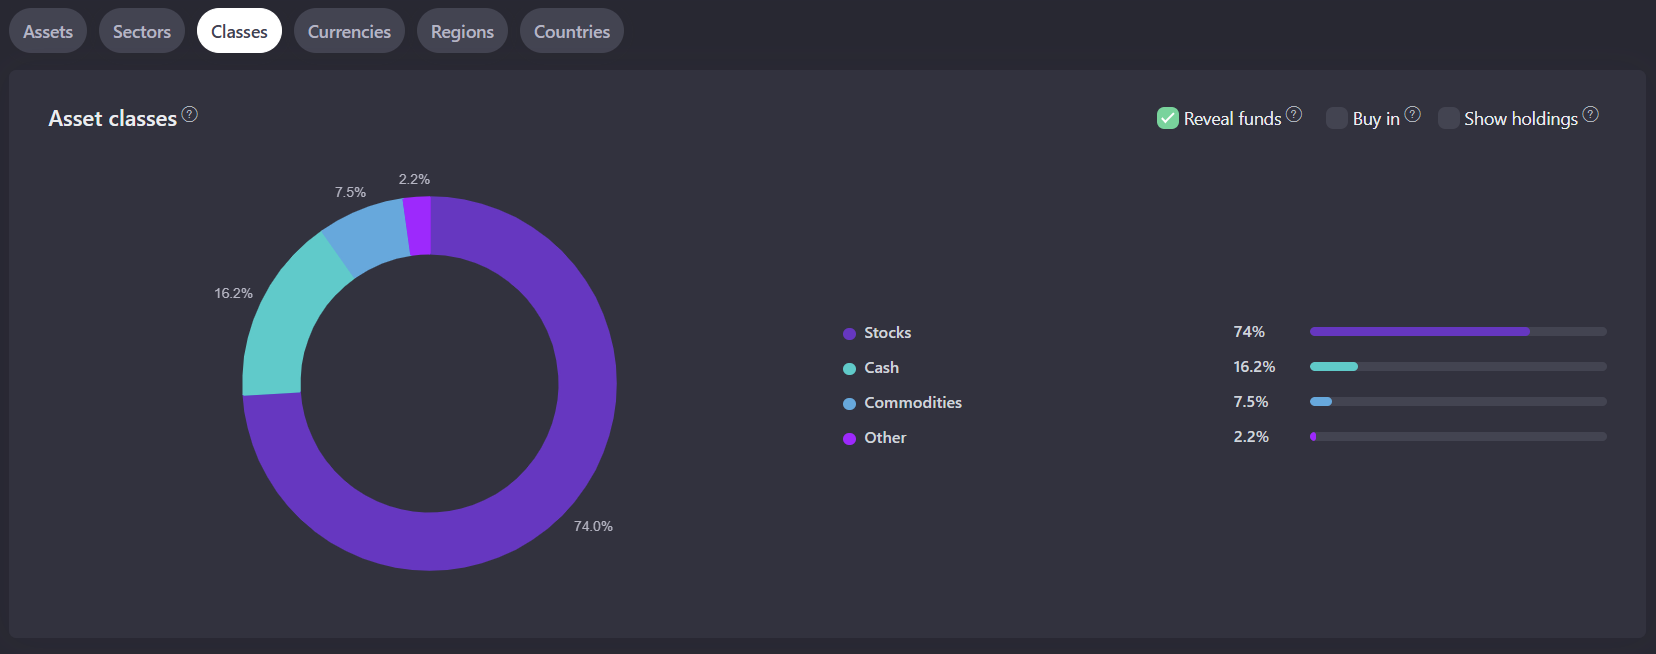 Assets Sectors Classes Currencies Regions Countries
Asset classes ?
Reveal funds ? Buy in ? Show holdings ?
2.2%
7.5%
16.2%
74.0%
Stocks 74%
Cash 16.2%
Commodities 7.5%
Other 2.2%